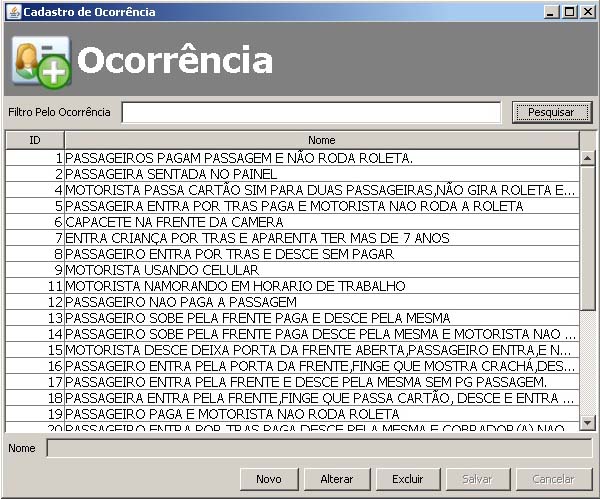 Cadastro de Ocorrência
Ocorrência
Filtro Pelo Ocorrência Pesquisar
ID Nome
1 PASSAGEIROS PAGAM PASSAGEM E NÃO RODA ROLETA.
2 PASSAGEIRA SENTADA NO PAINEL
4 MOTORISTA PASSA CARTÃO SIM PARA DUAS PASSAGEIRAS,NÃO GIRA ROLETA E...
5 PASSAGEIRA ENTRA POR TRAS PAGA E MOTORISTA NAO RODA A ROLETA
6 CAPACETE NA FRENTE DA CAMERA
7 ENTRA CRIANÇA POR TRAS E APARENTA TER MAS DE 7 ANOS
8 PASSAGEIRO ENTRA POR TRAS E DESCE SEM PAGAR
9 MOTORISTA USANDO CELULAR
11 MOTORISTA NAMORANDO EM HORARIO DE TRABALHO
12 PASSAGEIRO NAO PAGA A PASSAGEM
13 PASSAGEIRO SOBE PELA FRENTE PAGA E DESCE PELA MESMA
14 PASSAGEIRO SOBE PELA FRENTE PAGA DESCE PELA MESMA E MOTORISTA NAO ...
15 MOTORISTA DESCE DEIXA PORTA DA FRENTE ABERTA,PASSAGEIRO ENTRA,E N...
16 PASSAGEIRO ENTRA PELA PORTA DA FRENTE,FINGE QUE MOSTRA CRACHÁ,DES...
17 PASSAGEIRO ENTRA PELA FRENTE E DESCE PELA MESMA SEM PG PASSAGEM.
18 PASSAGEIRA ENTRA PELA FRENTE,FINGE QUE PASSA CARTÃO, DESCE E ENTRA ...
19 PASSAGEIRO PAGA E MOTORISTA NAO RODA ROLETA
20 PASSAGEIRO ENTRA POR TRAS PAGA DESCE PELA MESMA E COBRADOR(A) NAO
Nome
Novo Alterar Excluir Salvar Cancelar